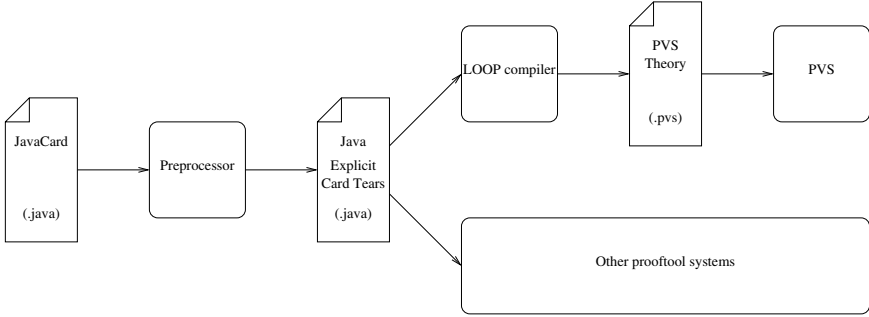 JavaCard
(.java)
Preprocessor
Java
Explicit
Card Tears
(.java)
LOOP compiler
PVS
Theory
(.pvs)
PVS
Other prooftool systems